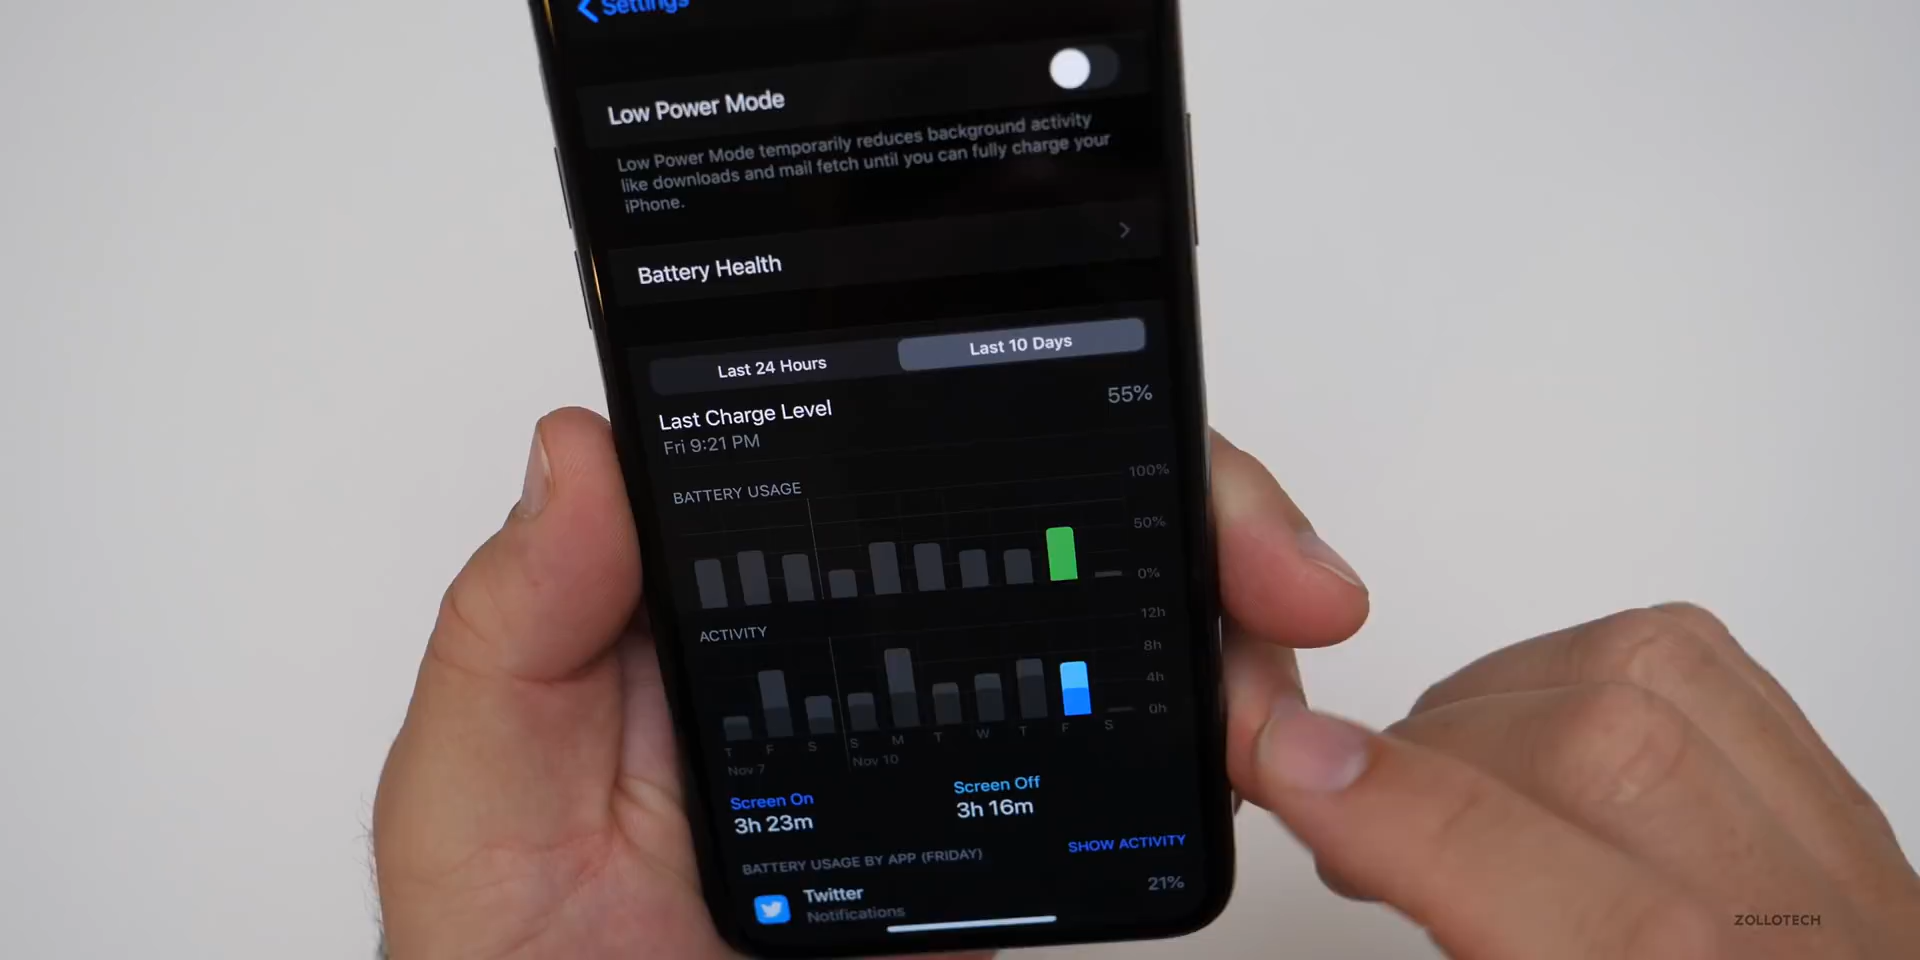 Settings
Low Power Mode
Low Power Mode temporarily reduces background activity
like downloads and mail fetch until you can fully charge your
iPhone.
Battery Health
Last 24 Hours
Last 10 Days
Last Charge Level
55%
Fri 9:21 PM
BATTERY USAGE
100%
50%
0%
ACTIVITY
12h
8h
4h
0h
T F S S M T W T F S
Nov 7
Nov 10
Screen On
Screen Off
3h 23m
3h 16m
BATTERY USAGE BY APP (FRIDAY)
SHOW ACTIVITY
Twitter
21%
Notifications
ZOLLOTECH